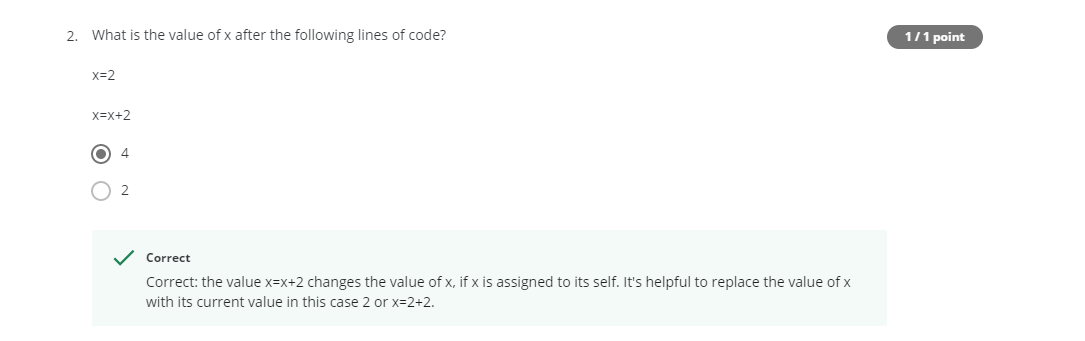 2. What is the value of x after the following lines of code?
1 / 1 point
x=2
x=x+2
4
2
Correct
Correct: the value x=x+2 changes the value of x, if x is assigned to its self. It's helpful to replace the value of x
with its current value in this case 2 or x=2+2.